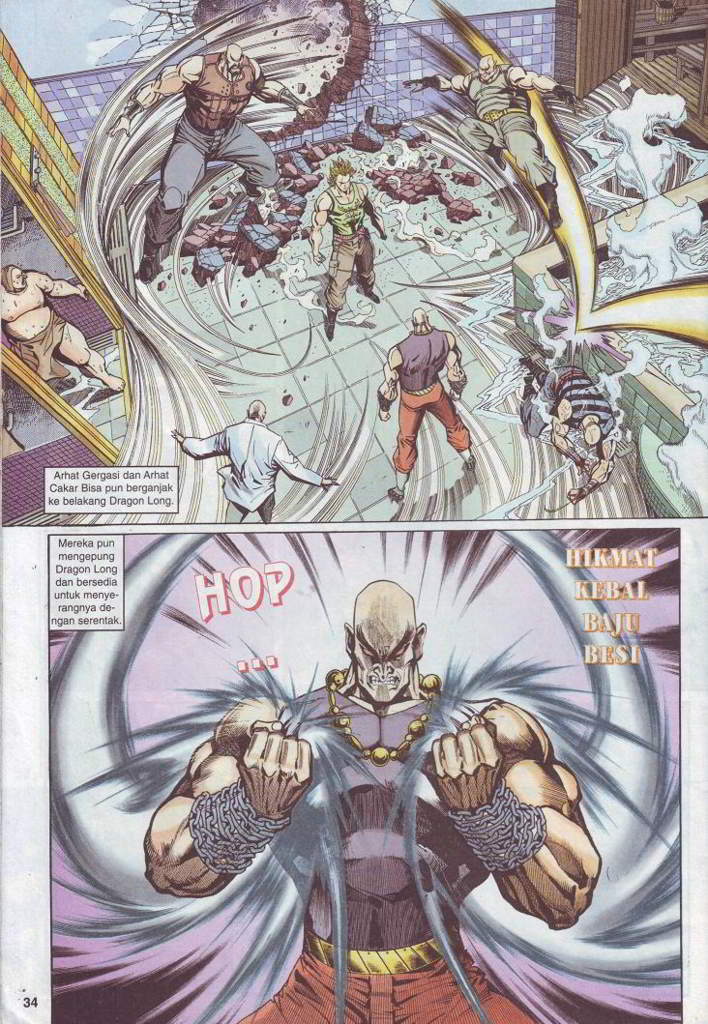 Arhat Gergasi dan Arhat
Cakar Bisa pun berganjak
ke belakang Dragon Long.
Mereka pun
mengepung
Dragon Long
dan bersedia
untuk menye-
rangnya de-
ngan serentak.
HOP
...
HIKMAT
KEBAL
BAJU
BESI
34